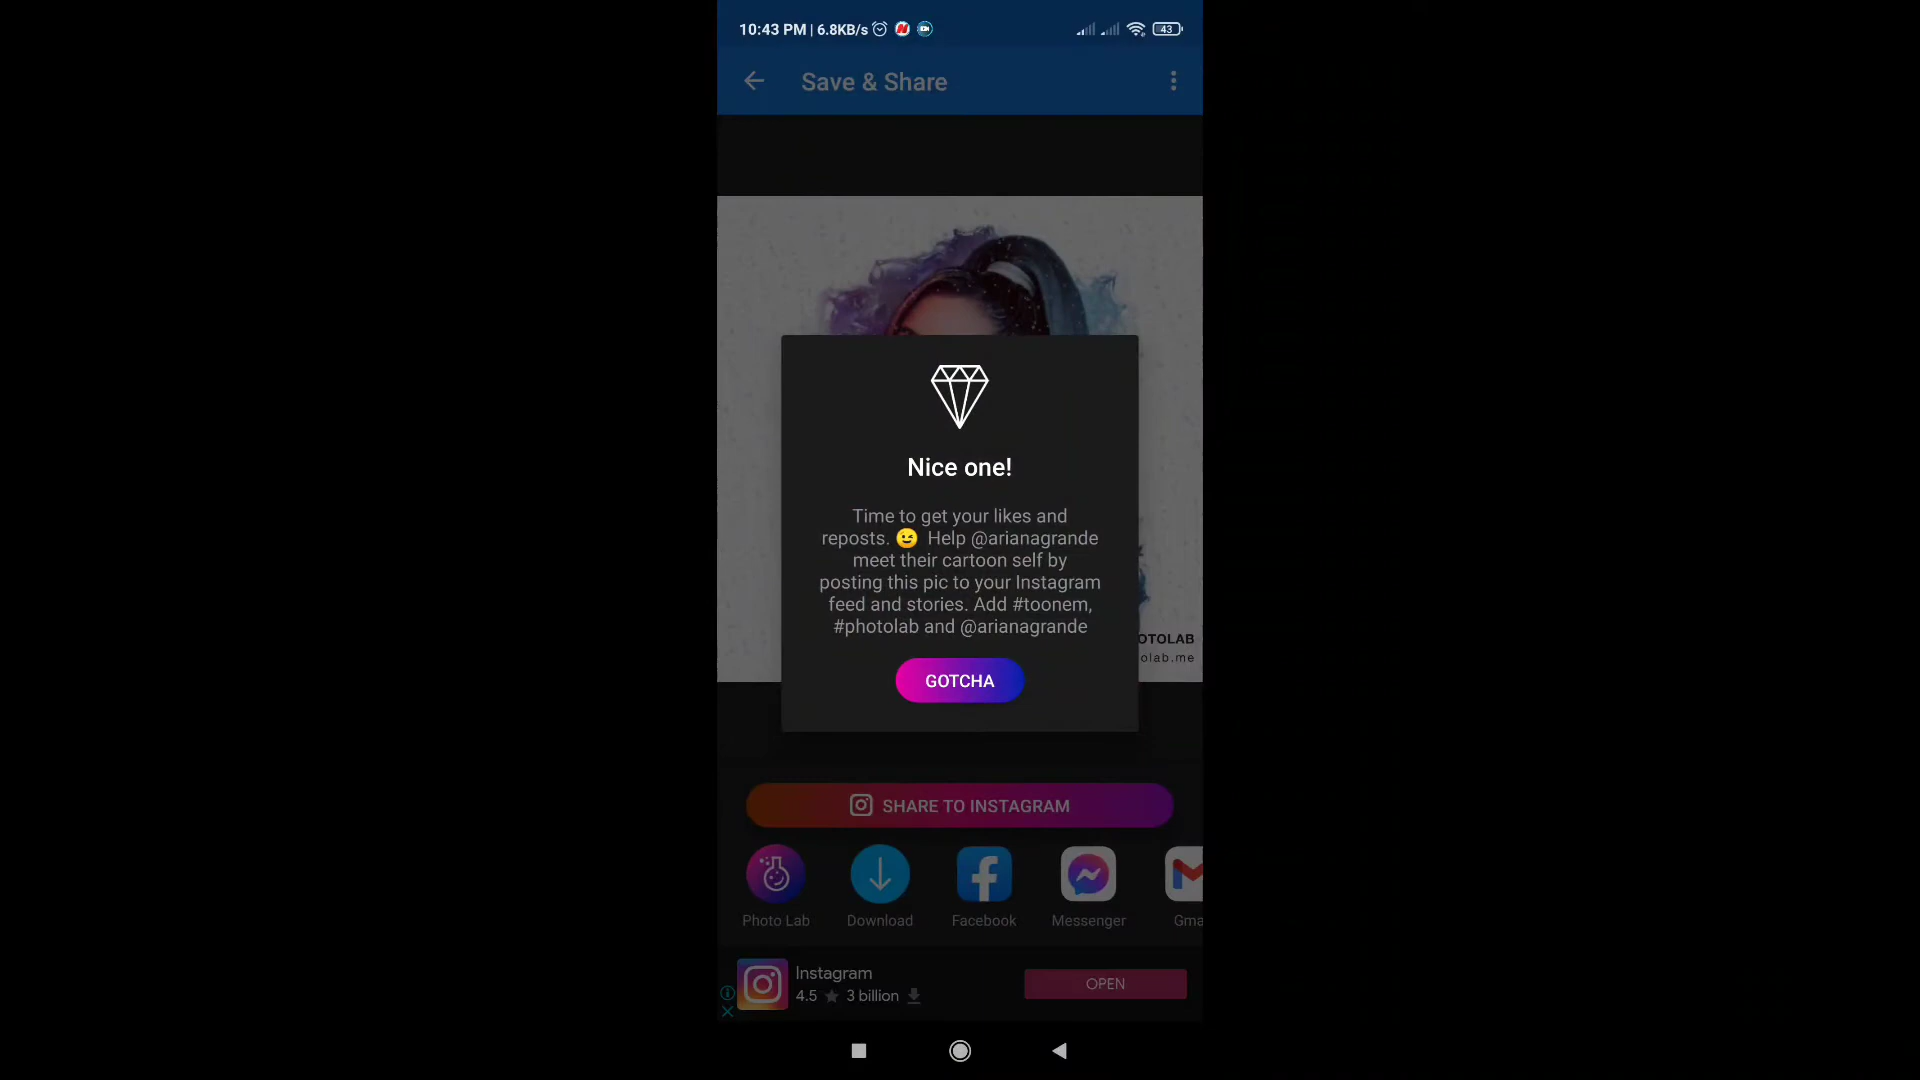 10:43 PM | 6.8KB/s
43
Save & Share
Nice one!
Time to get your likes and
reposts. 😉 Help @arianagrande
meet their cartoon self by
posting this pic to your Instagram
feed and stories. Add #toonem,
#photolab and @arianagrande
OTOLAB
olab.me
GOTCHA
SHARE TO INSTAGRAM
Photo Lab
Download
Facebook
Messenger
Gma
Instagram
4.5 ★ 3 billion
OPEN